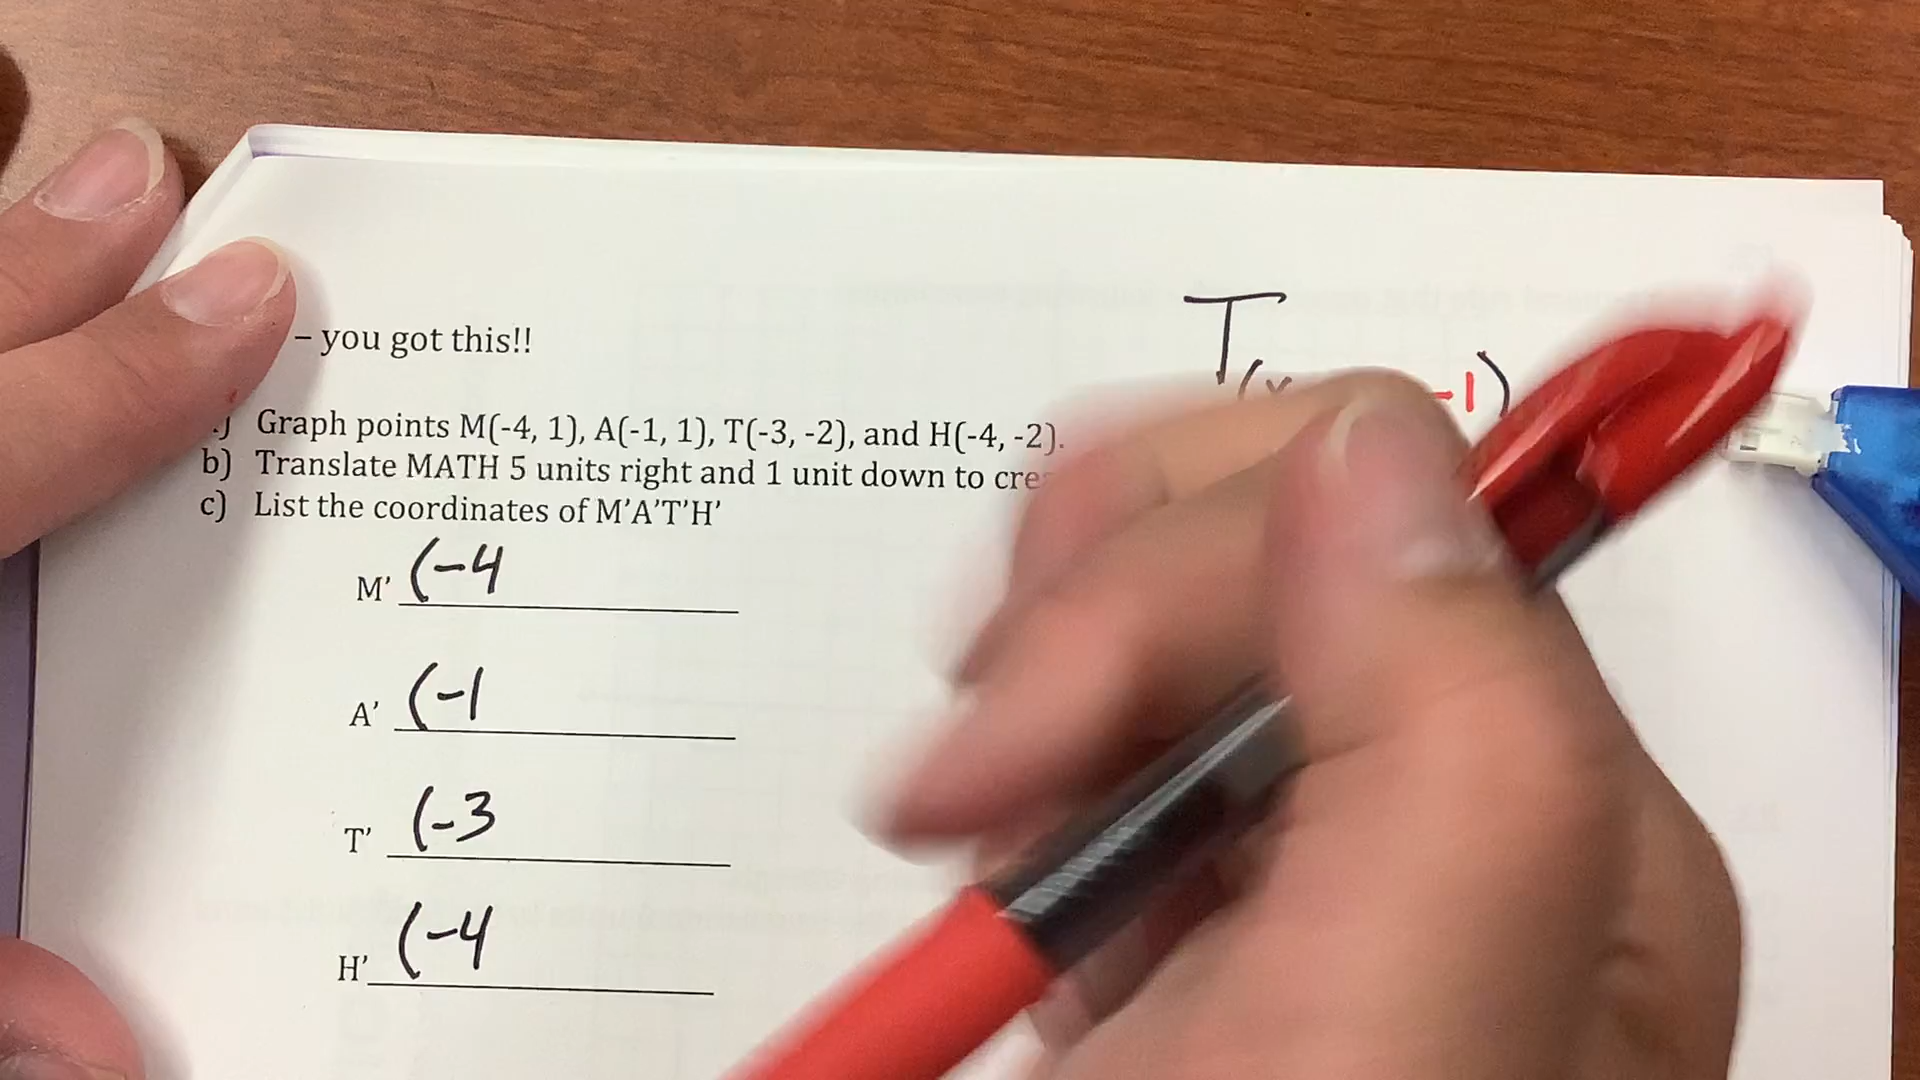 T(x -1)
– you got this!!
Graph points M(-4, 1), A(-1, 1), T(-3, -2), and H(-4, -2).
b) Translate MATH 5 units right and 1 unit down to
c) List the coordinates of M’A’T’H’
M’ (-4
A’ (-1
T’ (-3
H’ (-4